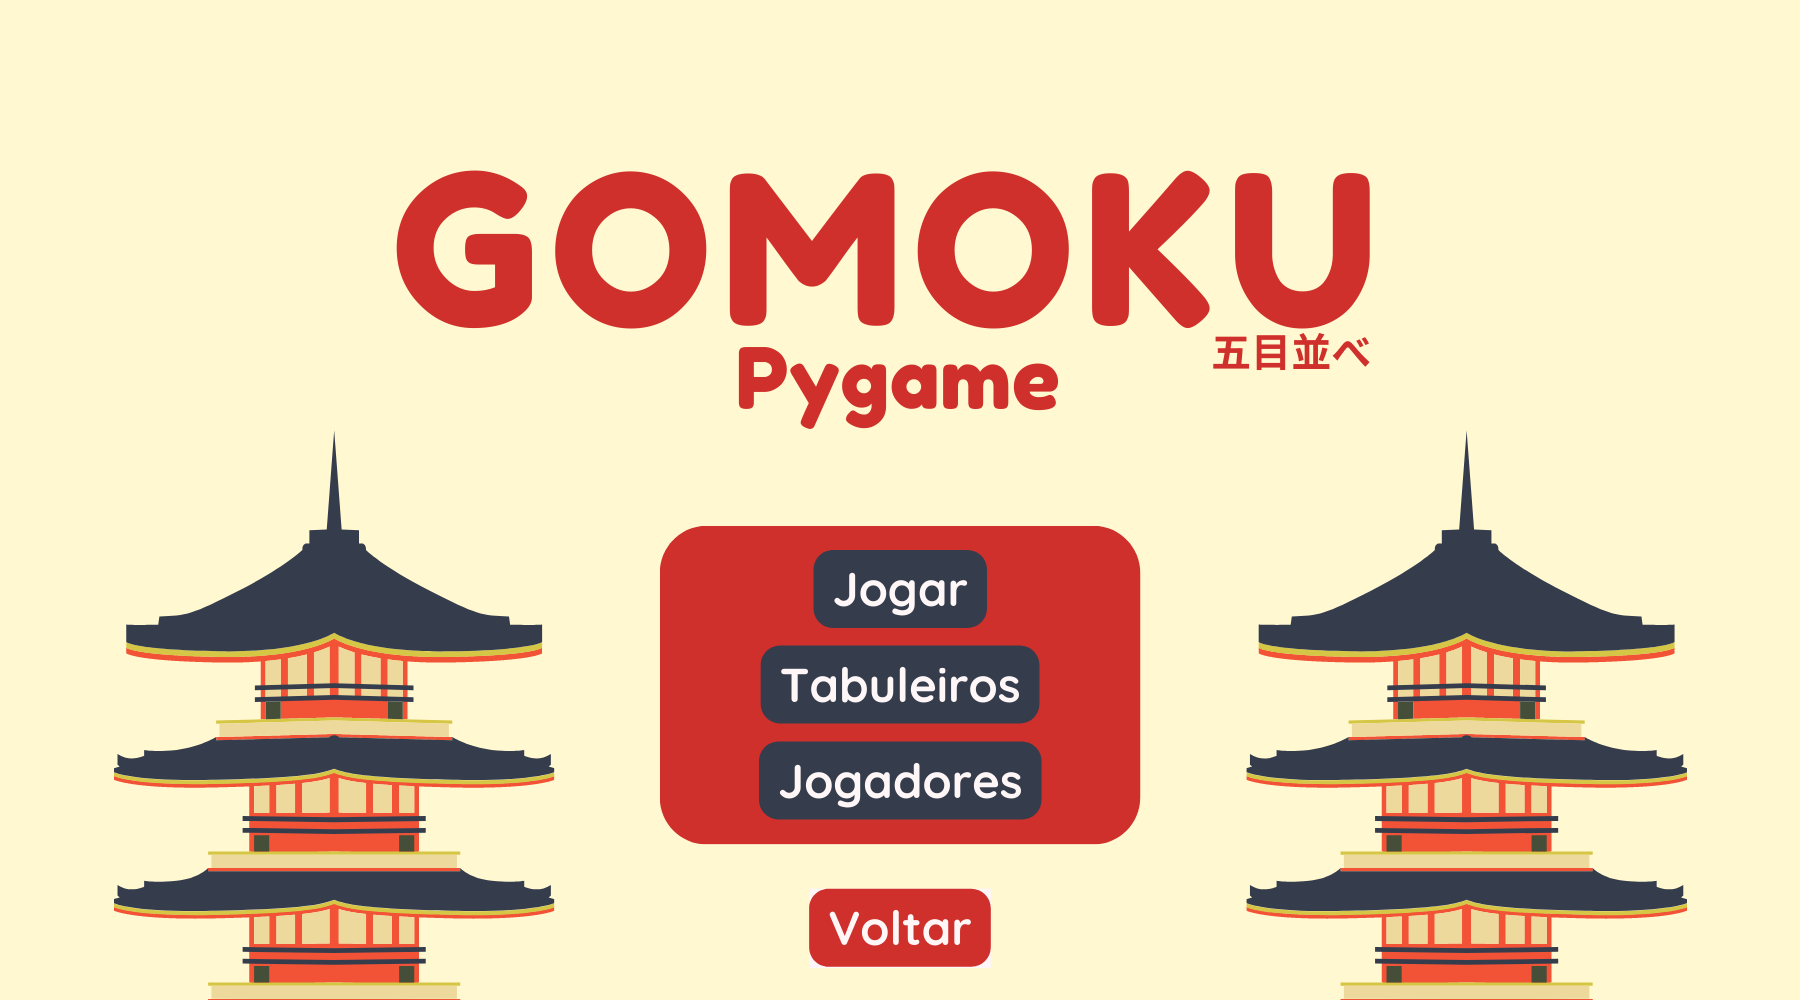 GOMOKU
五目並べ
Pygame
Jogar
Tabuleiros
Jogadores
Voltar